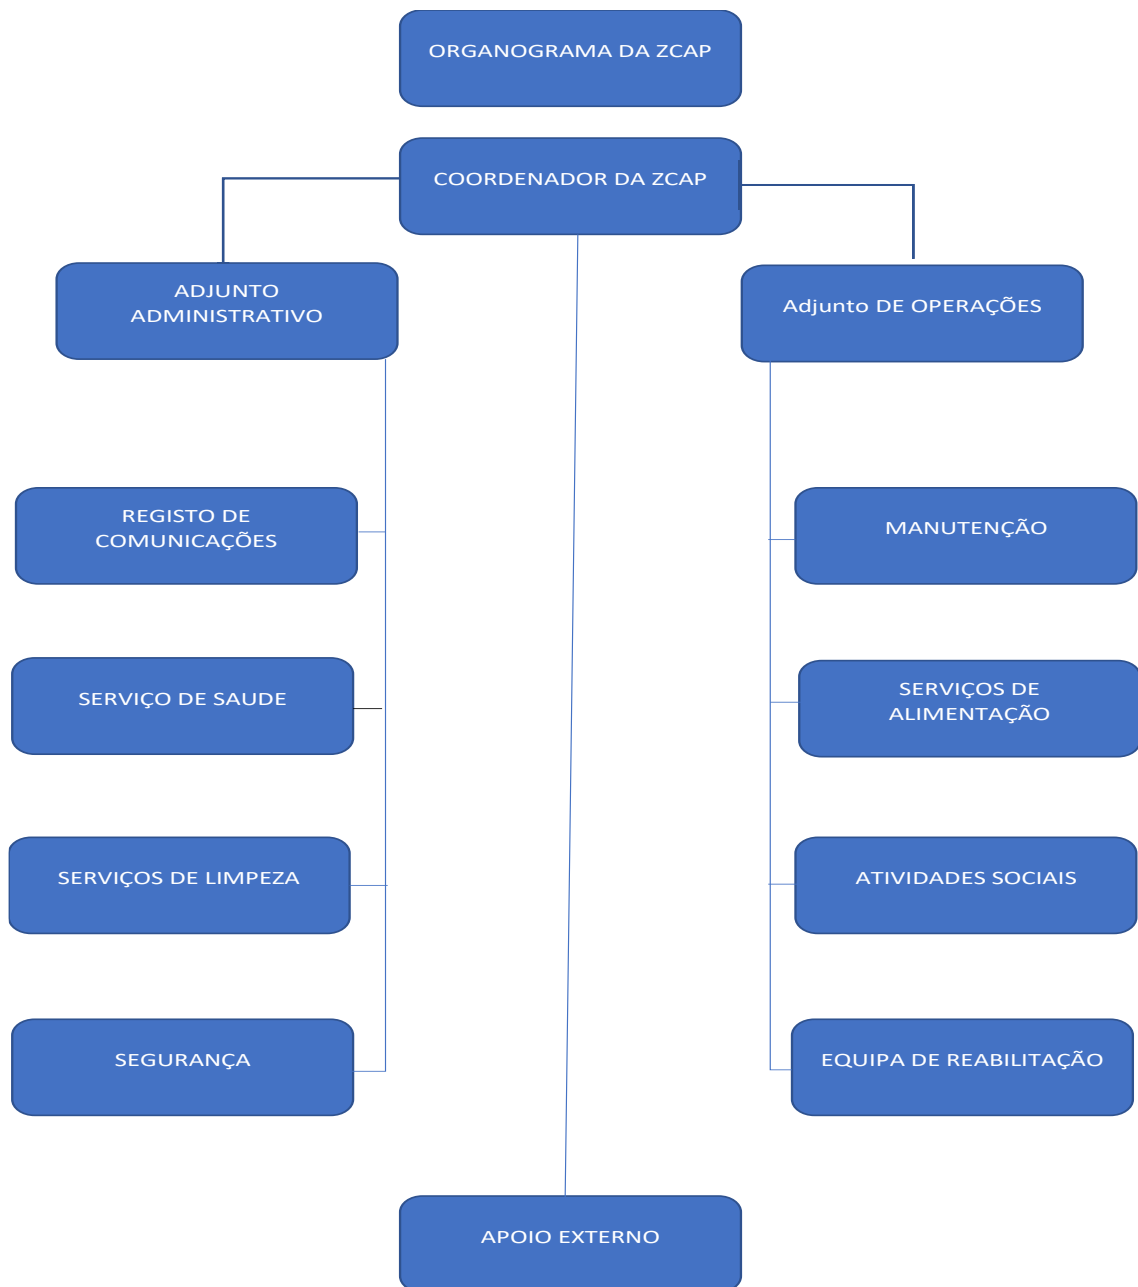 ORGANOGRAMA DA ZCAP
COORDENADOR DA ZCAP
ADJUNTO
ADMINISTRATIVO
Adjunto DE OPERAÇÕES
REGISTO DE
COMUNICAÇÕES
MANUTENÇÃO
SERVIÇO DE SAUDE
SERVIÇOS DE
ALIMENTAÇÃO
SERVIÇOS DE LIMPEZA
ATIVIDADES SOCIAIS
SEGURANÇA
EQUIPA DE REABILITAÇÃO
APOIO EXTERNO